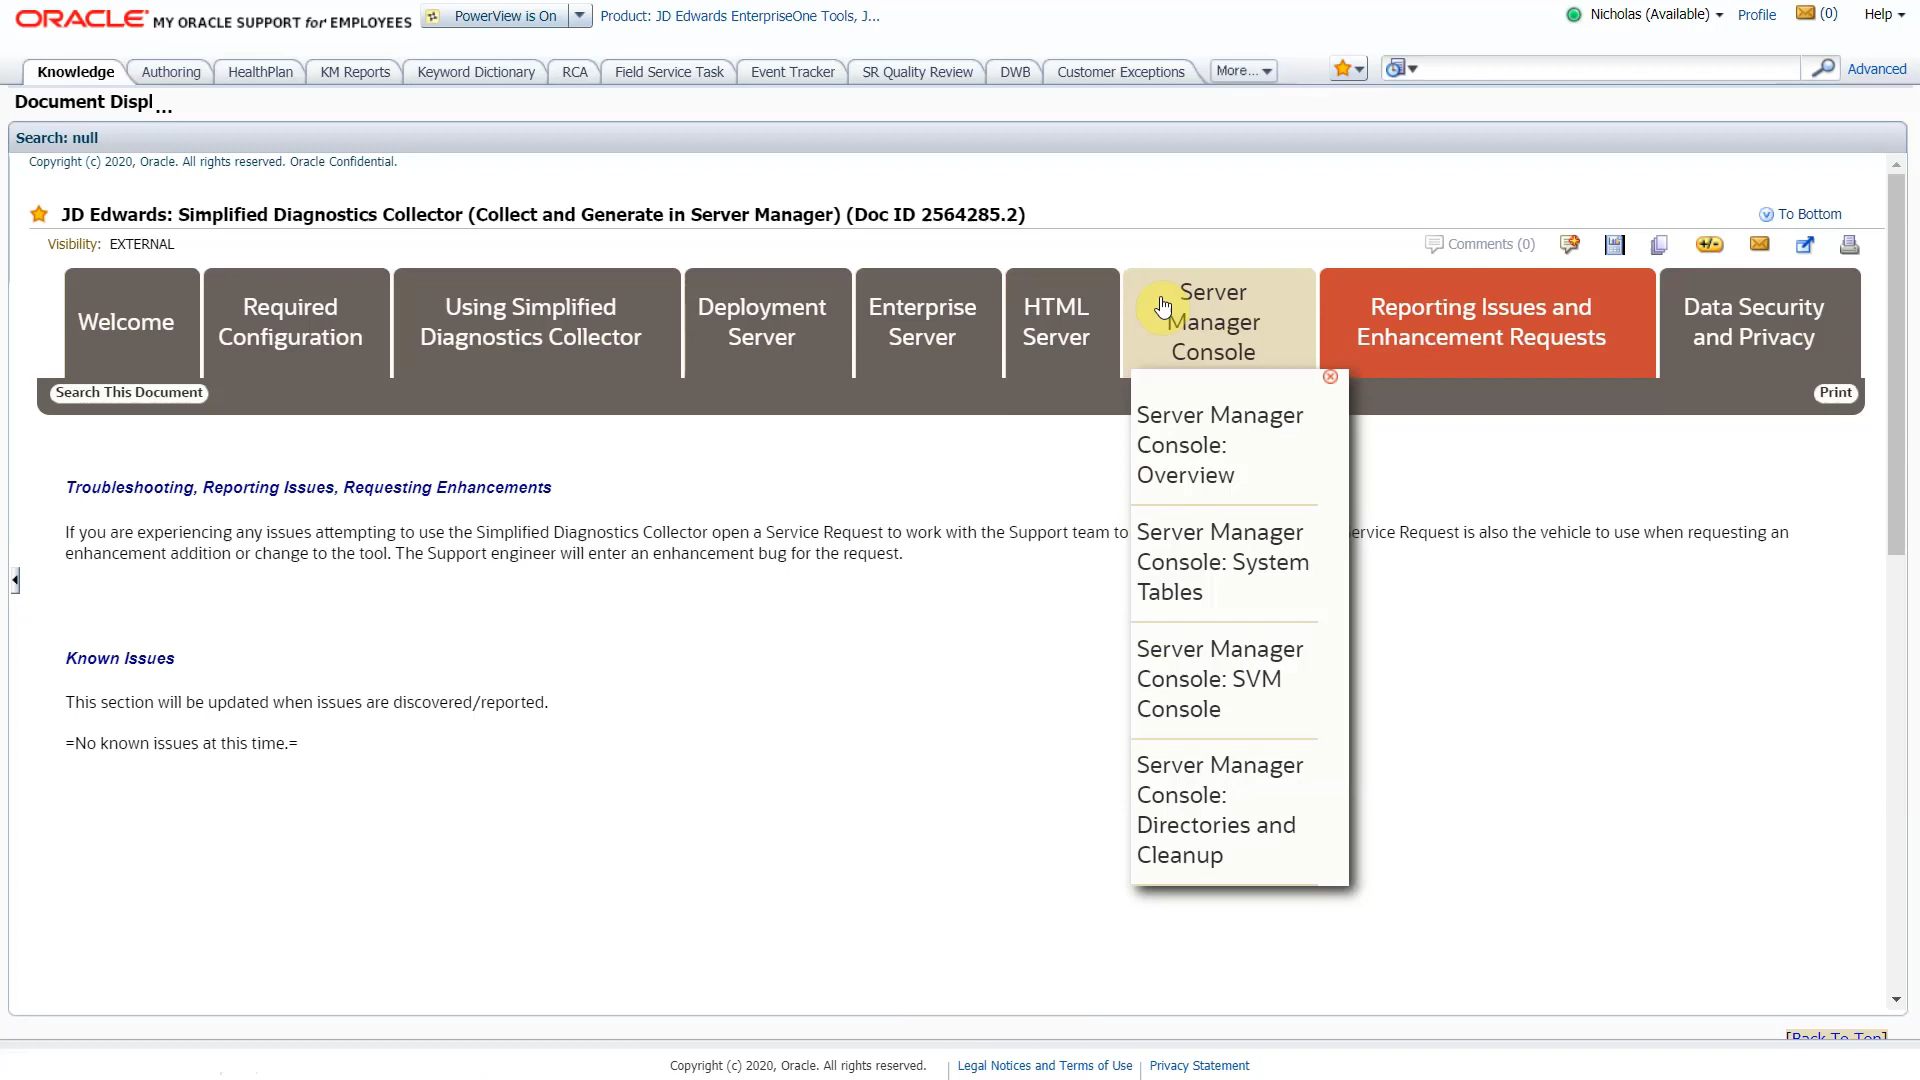 ORACLE® MY ORACLE SUPPORT for EMPLOYEES PowerView is On Product: JD Edwards EnterpriseOne Tools, J... Nicholas (Available) Profile (0) Help
Knowledge Authoring HealthPlan KM Reports Keyword Dictionary RCA Field Service Task Event Tracker SR Quality Review DWB Customer Exceptions More... Advanced
Document Displ...
Search: null
Copyright (c) 2020, Oracle. All rights reserved. Oracle Confidential.
JD Edwards: Simplified Diagnostics Collector (Collect and Generate in Server Manager) (Doc ID 2564285.2) To Bottom
Visibility: EXTERNAL Comments (0) +/-
Welcome
Required
Configuration
Using Simplified
Diagnostics Collector
Deployment
Server
Enterprise
Server
HTML
Server
Server
Manager
Console
Reporting Issues and
Enhancement Requests
Data Security
and Privacy
Search This Document Print
Server Manager
Console:
Overview
Server Manager
Console: System
Tables
Server Manager
Console: SVM
Console
Server Manager
Console:
Directories and
Cleanup
Troubleshooting, Reporting Issues, Requesting Enhancements
If you are experiencing any issues attempting to use the Simplified Diagnostics Collector open a Service Request to work with the Support team to ervice Request is also the vehicle to use when requesting an
enhancement addition or change to the tool. The Support engineer will enter an enhancement bug for the request.
Known Issues
This section will be updated when issues are discovered/reported.
=No known issues at this time.=
[Back To Top]
Copyright (c) 2020, Oracle. All rights reserved. Legal Notices and Terms of Use Privacy Statement